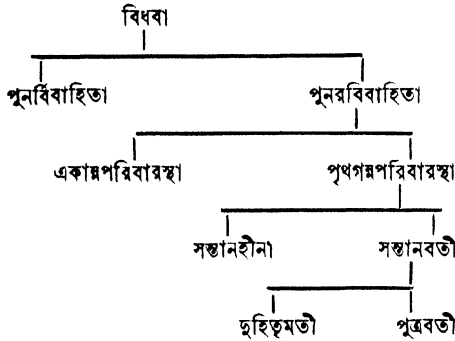 বিধবা
পুনর্বিবাহিতা পুনরবিবাহিতা
একান্নপরিবারস্থা পৃথগন্নপরিবারস্থা
সন্তানহীনা সন্তানবতী
দুহিতৃমতী পুত্রবতী